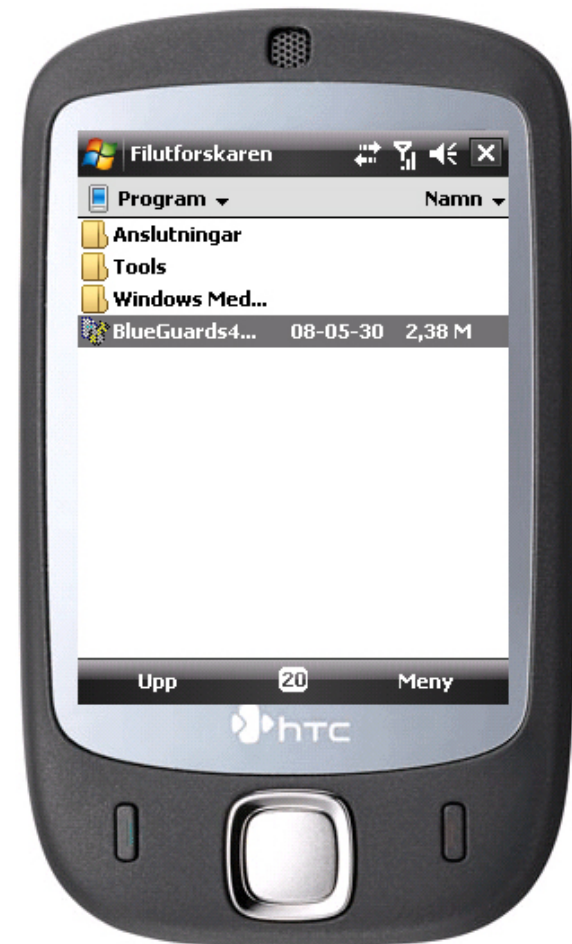 Filutforskaren
Program Namn
Anslutningar
Tools
Windows Med...
BlueGuards4... 08-05-30 2,38 M
Upp 20 Meny
hTC